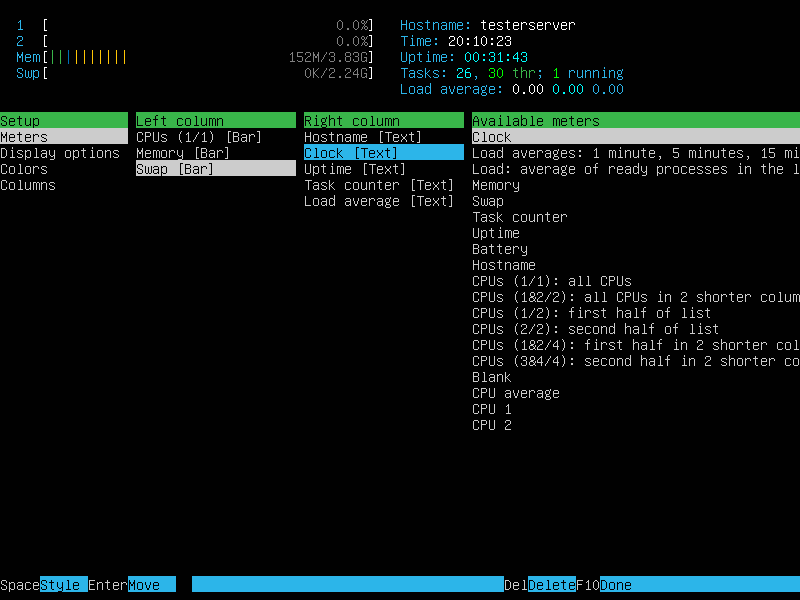 1 [ 0.0%] Hostname: testerserver
2 [ 0.0%] Time: 20:10:23
Mem[|||||||||| 152M/3.83G] Uptime: 00:31:43
Swp[ 0K/2.24G] Tasks: 26, 30 thr; 1 running
Load average: 0.00 0.00 0.00
Setup Left column Right column Available meters
Meters CPUs (1/1) [Bar] Hostname [Text] Clock
Display options Memory [Bar] Clock [Text] Load averages: 1 minute, 5 minutes, 15 mi
Colors Swap [Bar] Uptime [Text] Load: average of ready processes in the l
Columns Task counter [Text] Memory
Load average [Text] Swap
Task counter
Uptime
Battery
Hostname
CPUs (1/1): all CPUs
CPUs (1&2/2): all CPUs in 2 shorter colum
CPUs (1/2): first half of list
CPUs (2/2): second half of list
CPUs (1&2/4): first half in 2 shorter col
CPUs (3&4/4): second half in 2 shorter co
Blank
CPU average
CPU 1
CPU 2
SpaceStyle EnterMove DelDeleteF10Done